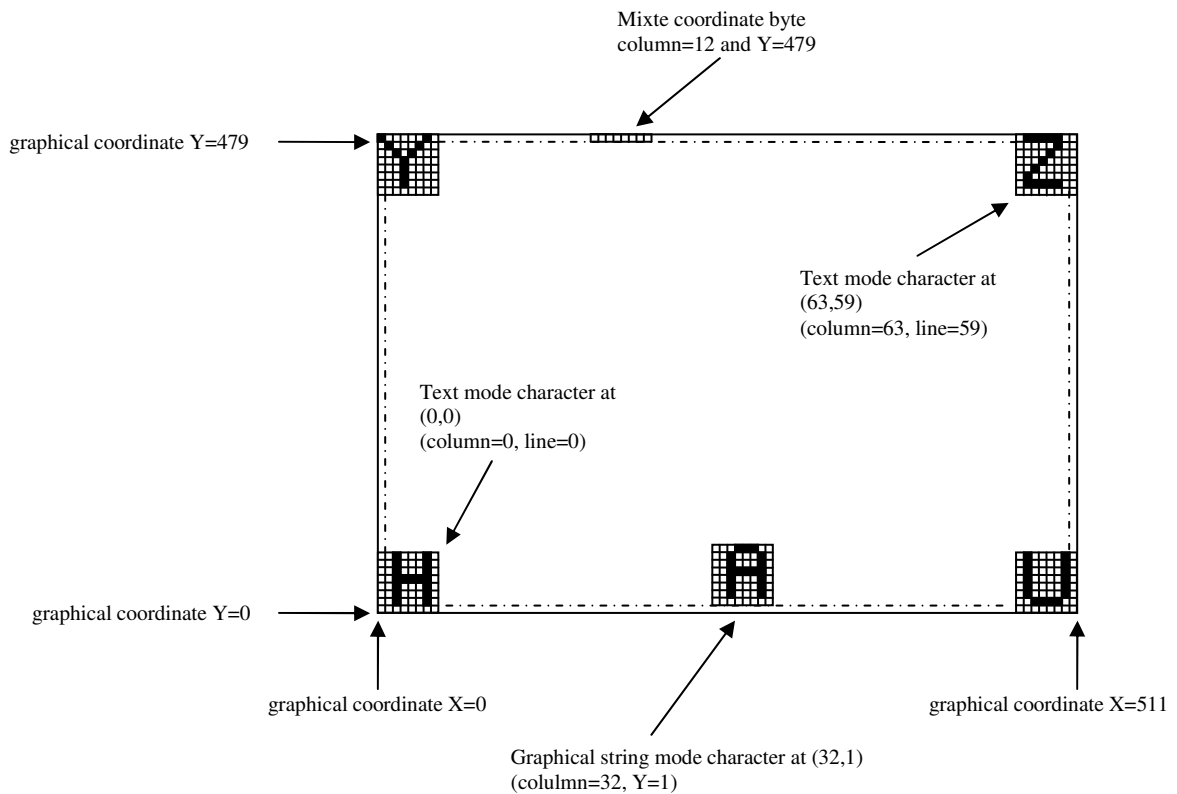 Mixte coordinate byte
column=12 and Y=479
graphical coordinate Y=479
Y
Z
Text mode character at
(63,59)
(column=63, line=59)
Text mode character at
(0,0)
(column=0, line=0)
H
A
U
graphical coordinate Y=0
graphical coordinate X=0
graphical coordinate X=511
Graphical string mode character at (32,1)
(colulmn=32, Y=1)